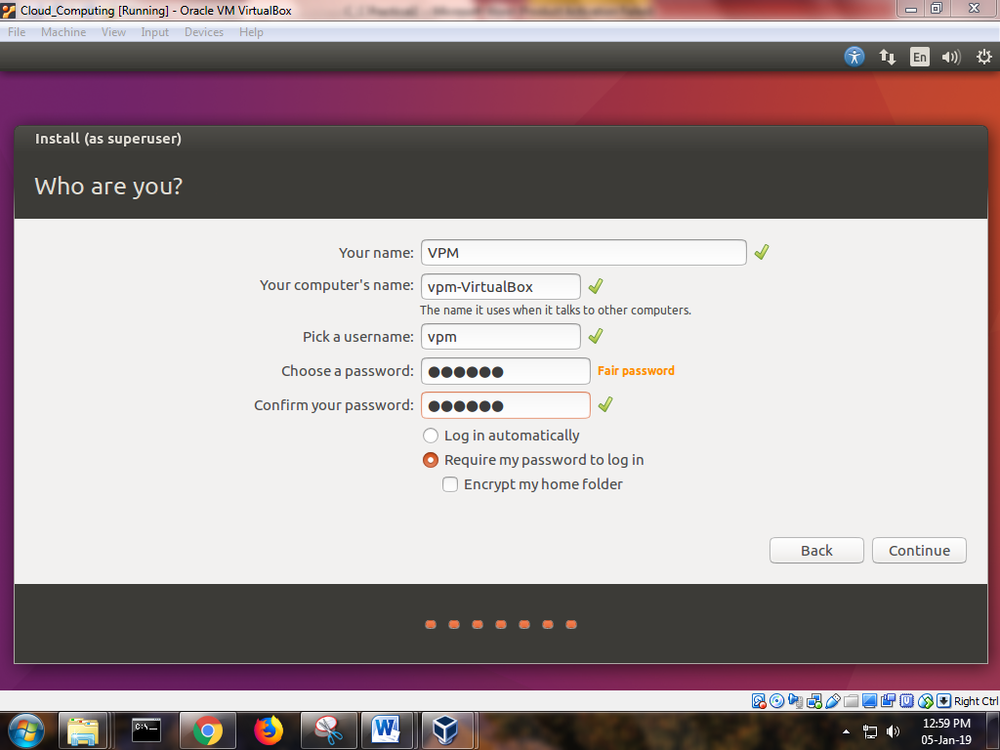 Cloud_Computing [Running] - Oracle VM VirtualBox
File Machine View Input Devices Help
En
Install (as superuser)
Who are you?
Your name: VPM
Your computer's name: vpm-VirtualBox
The name it uses when it talks to other computers.
Pick a username: vpm
Choose a password: ●●●●●● Fair password
Confirm your password: ●●●●●●
Log in automatically
Require my password to log in
Encrypt my home folder
Back Continue
Right Ctrl
C:\_
W
12:59 PM
05-Jan-19